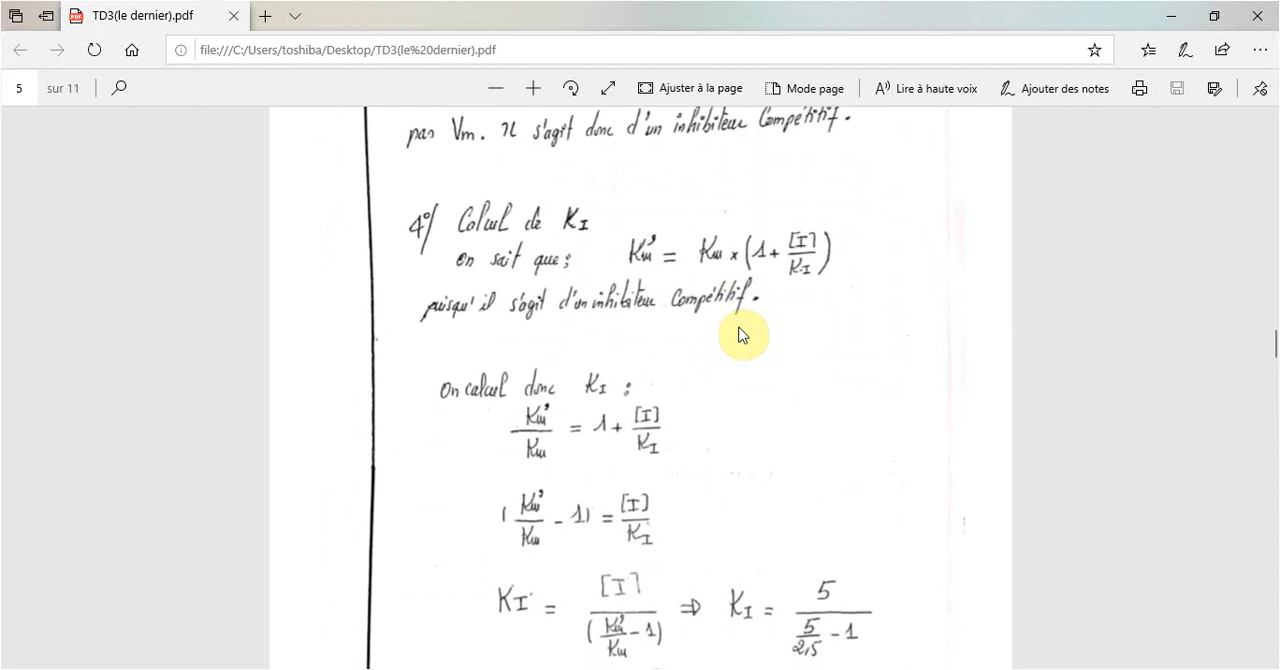 TD3(le dernier).pdf
file:///C:/Users/toshiba/Desktop/TD3(le%20dernier).pdf
5 sur 11 Ajuster à la page Mode page Lire à haute voix Ajouter des notes
pas Vm. Il s'agit donc d'un inhibiteur Compétitif.
4°/ Calcul de KI
on sait que; Km' = Km x (1 + [I]/KI)
puisqu'il s'agit d'un inhibiteur Compétitif.
On calcul donc KI :
Km'/Km = 1 + [I]/KI
(Km'/Km - 1) = [I]/KI
KI = [I]/(Km'/Km - 1) ⇒ KI = 5/(5/2,5 - 1)